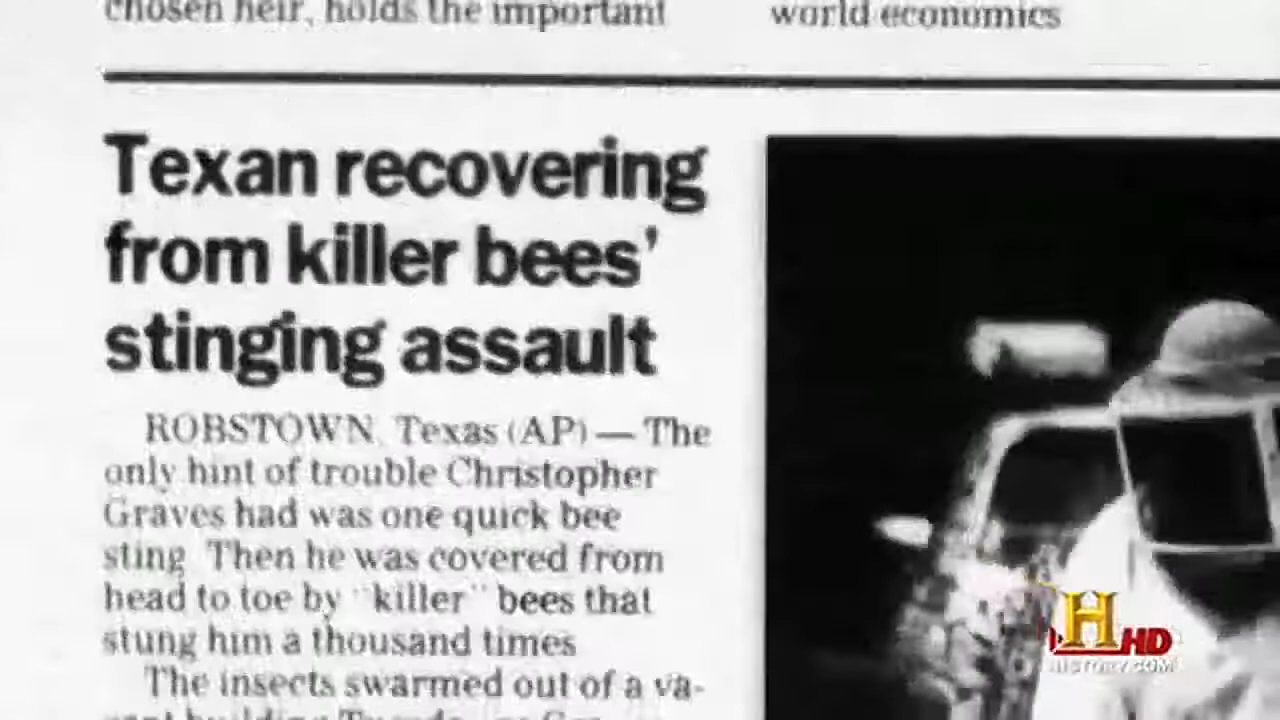 chosen heir, holds the important
world economics
Texan recovering
from killer bees'
stinging assault
ROBSTOWN, Texas (AP) — The
only hint of trouble Christopher
Graves had was one quick bee
sting. Then he was covered from
head to toe by "killer" bees that
stung him a thousand times
The insects swarmed out of a va-
H HD
HISTORY.COM